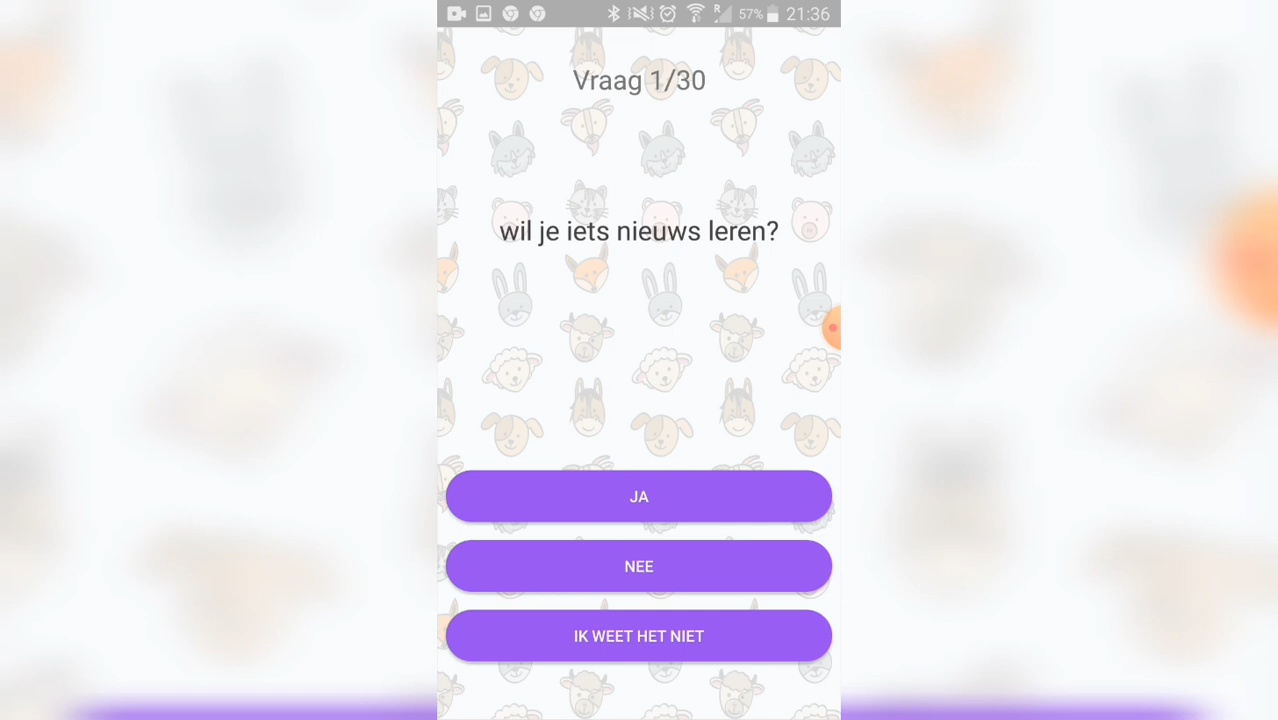 R 57% 21:36
Vraag 1/30
wil je iets nieuws leren?
JA
NEE
IK WEET HET NIET